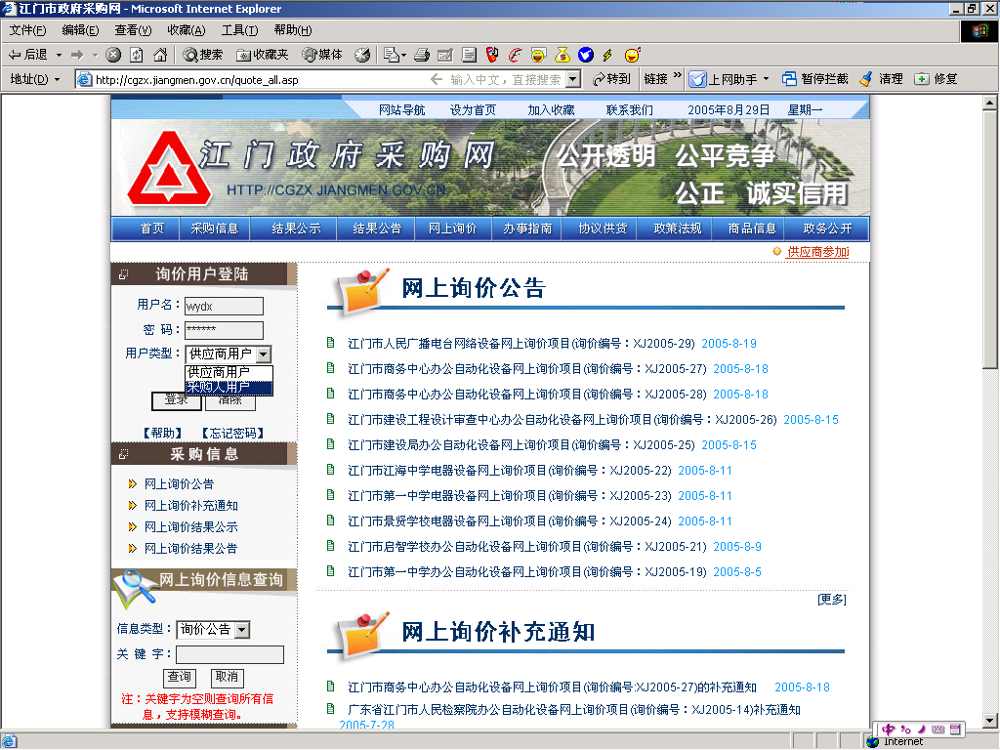 江门市政府采购网 - Microsoft Internet Explorer
文件(F) 编辑(E) 查看(V) 收藏(A) 工具(T) 帮助(H)
后退 搜索 收藏夹 媒体
地址(D) http://cgzx.jiangmen.gov.cn/quote_all.asp 输入中文，直接搜索 转到 链接 » 上网助手 暂停拦截 清理 修复
网站导航 设为首页 加入收藏 联系我们 2005年8月29日 星期一
江门政府采购网 公开透明 公平竞争
HTTP://CGZX.JIANGMEN.GOV.CN 公正 诚实信用
首页 采购信息 结果公示 结果公告 网上询价 办事指南 协议供货 政策法规 商品信息 政务公开
供应商参加i
询价用户登陆
用户名：wydx
密 码：******
用户类型：供应商用户
供应商用户
采购人用户
登录 清除
【帮助】 【忘记密码】
采购信息
网上询价公告
网上询价补充通知
网上询价结果公示
网上询价结果公告
网上询价信息查询
信息类型：询价公告
关 键 字：
查询 取消
注：关键字为空则查询所有信
息，支持模糊查询。
网上询价公告
江门市人民广播电台网络设备网上询价项目(询价编号：XJ2005-29) 2005-8-19
江门市商务中心办公自动化设备网上询价项目(询价编号：XJ2005-27) 2005-8-18
江门市商务中心办公自动化设备网上询价项目(询价编号：XJ2005-28) 2005-8-18
江门市建设工程设计审查中心办公自动化设备网上询价项目(询价编号：XJ2005-26) 2005-8-15
江门市建设局办公自动化设备网上询价项目(询价编号：XJ2005-25) 2005-8-15
江门市江海中学电器设备网上询价项目(询价编号：XJ2005-22) 2005-8-11
江门市第一中学电器设备网上询价项目(询价编号：XJ2005-23) 2005-8-11
江门市景贤学校电器设备网上询价项目(询价编号：XJ2005-24) 2005-8-11
江门市启智学校办公自动化设备网上询价项目(询价编号：XJ2005-21) 2005-8-9
江门市第一中学办公自动化设备网上询价项目(询价编号：XJ2005-19) 2005-8-5
[更多]
网上询价补充通知
江门市商务中心办公自动化设备网上询价项目(询价编号:XJ2005-27)的补充通知 2005-8-18
广东省江门市人民检察院办公自动化设备网上询价项目(询价编号：XJ2005-14)补充通知
2005-7-28
中
Internet